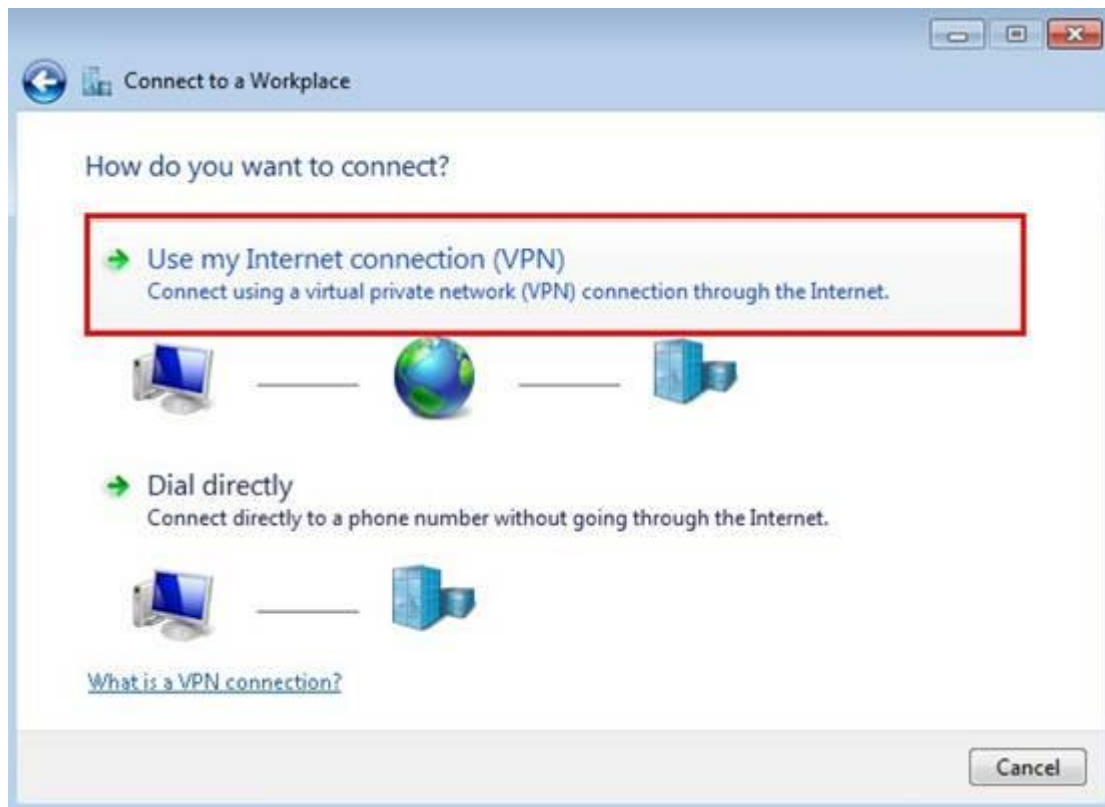 Connect to a Workplace
How do you want to connect?
Use my Internet connection (VPN)
Connect using a virtual private network (VPN) connection through the Internet.
Dial directly
Connect directly to a phone number without going through the Internet.
What is a VPN connection?
Cancel